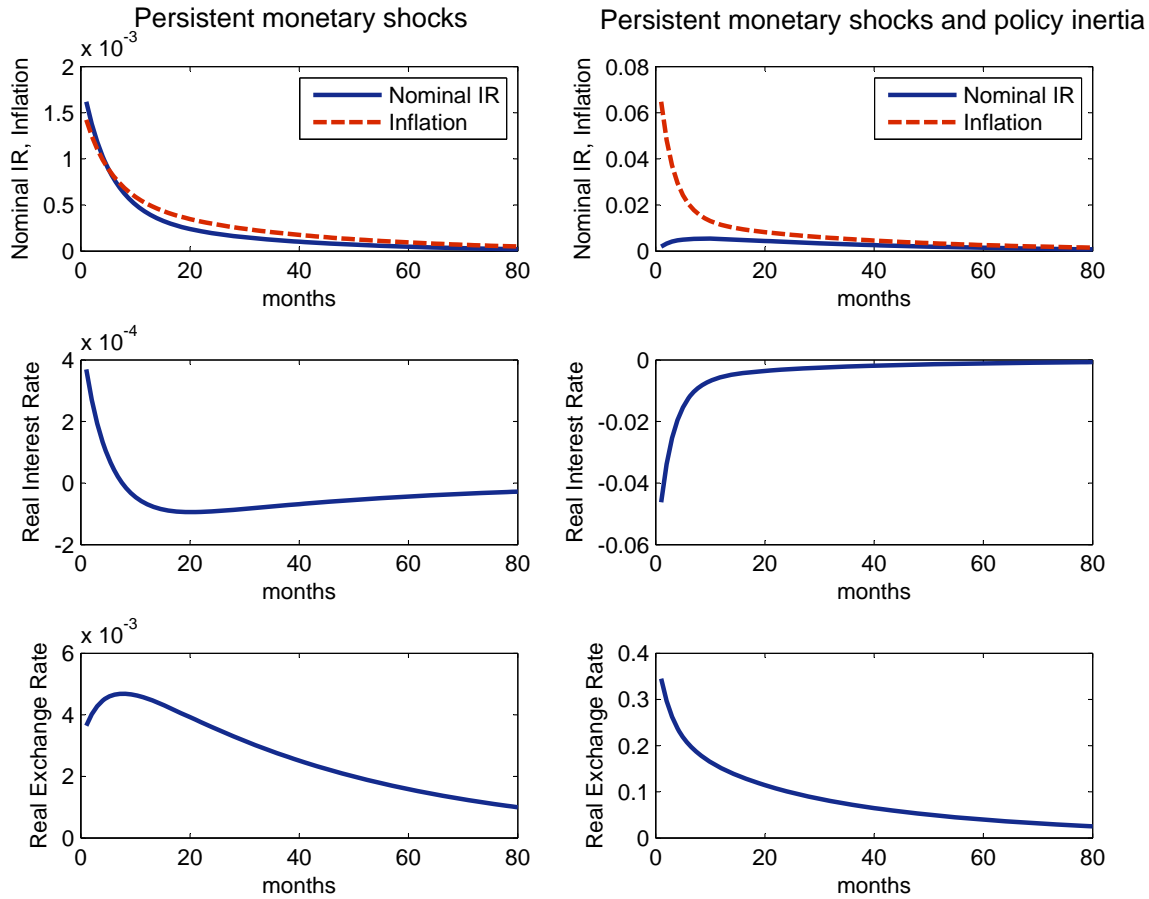 Persistent monetary shocks
x 10^-3
Nominal IR, Inflation
2
1.5
1
0.5
0
0 20 40 60 80
months
Nominal IR
Inflation
Persistent monetary shocks and policy inertia
Nominal IR, Inflation
0.08
0.06
0.04
0.02
0
0 20 40 60 80
months
Nominal IR
Inflation
x 10^-4
Real Interest Rate
4
2
0
-2
0 20 40 60 80
months
Real Interest Rate
0
-0.02
-0.04
-0.06
0 20 40 60 80
months
x 10^-3
Real Exchange Rate
6
4
2
0
0 20 40 60 80
months
Real Exchange Rate
0.4
0.3
0.2
0.1
0
0 20 40 60 80
months